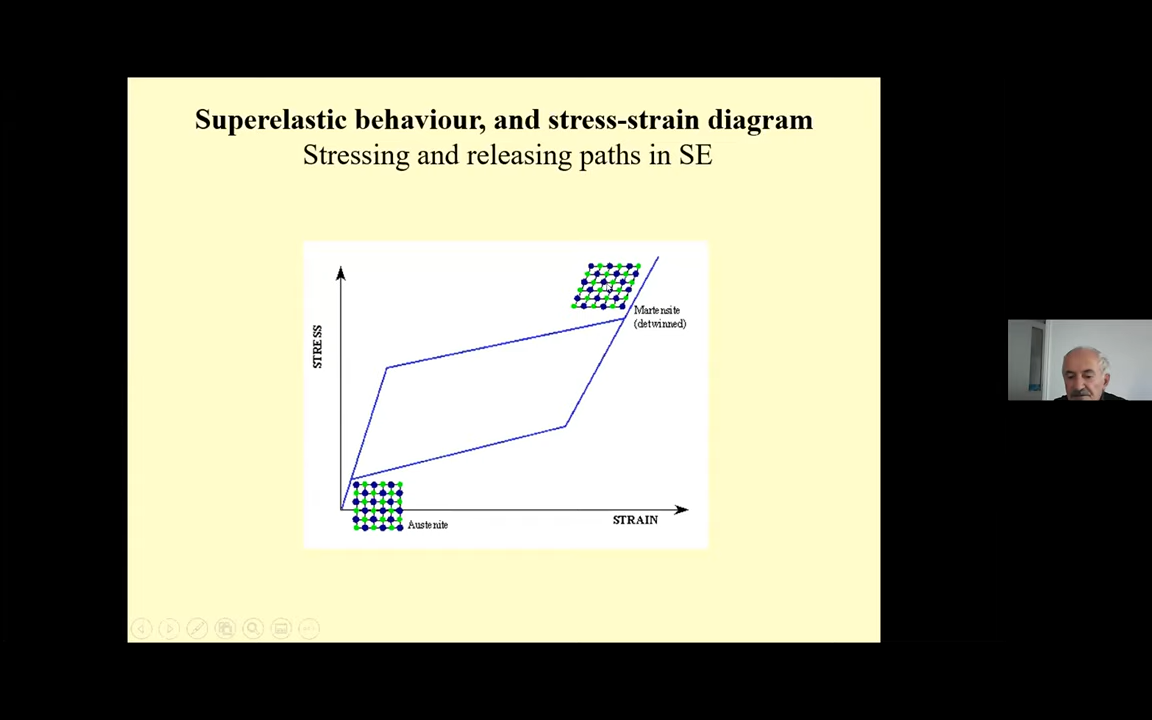 Superelastic behaviour, and stress-strain diagram
Stressing and releasing paths in SE
STRESS
Martensite
(detwinned)
STRAIN
Austenite